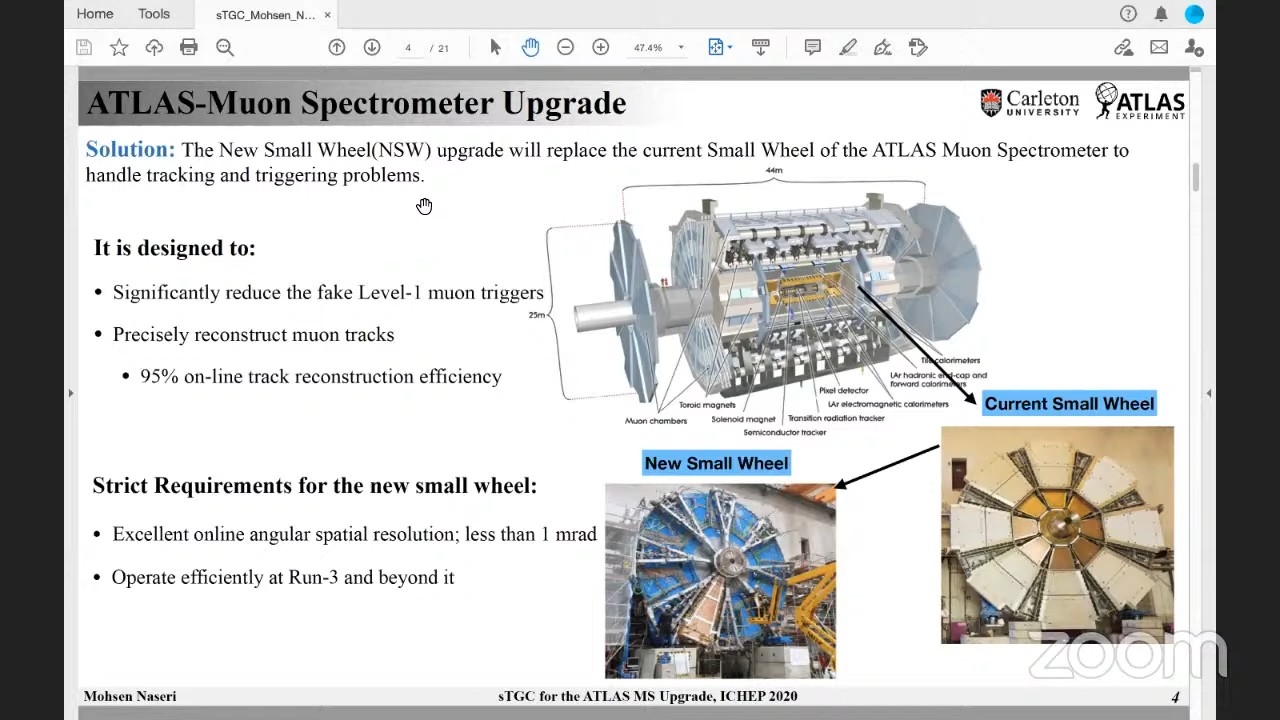 Home
Tools
sTGC_Mohsen_N...
×
4 / 21
47.4%
ATLAS-Muon Spectrometer Upgrade
Carleton
UNIVERSITY
ATLAS
EXPERIMENT
Solution: The New Small Wheel(NSW) upgrade will replace the current Small Wheel of the ATLAS Muon Spectrometer to
handle tracking and triggering problems.
44m
It is designed to:
• Significantly reduce the fake Level-1 muon triggers
25m
• Precisely reconstruct muon tracks
• 95% on-line track reconstruction efficiency
Tile calorimeters
LAr hadronic end-cap and
forward calorimeters
Pixel detector
LAr electromagnetic calorimeters
Toroid magnets
Muon chambers
Solenoid magnet
Transition radiation tracker
Semiconductor tracker
Current Small Wheel
New Small Wheel
Strict Requirements for the new small wheel:
• Excellent online angular spatial resolution; less than 1 mrad
• Operate efficiently at Run-3 and beyond it
zoom
Mohsen Naseri
sTGC for the ATLAS MS Upgrade, ICHEP 2020
4